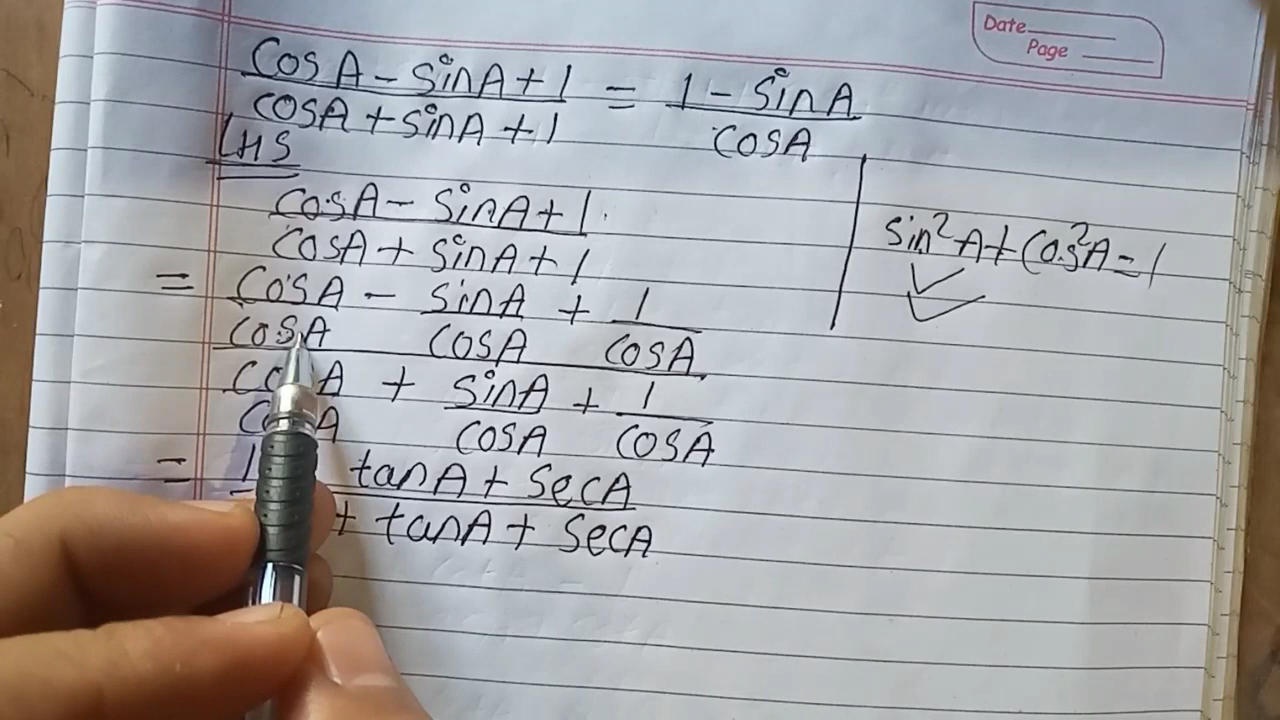 Date
Page
CosA - sinA + 1 = 1 - sinA
cosA + sinA + 1 cosA
LHS
cosA - sinA + 1
cosA + sinA + 1
sin²A + Cos²A = 1
= cosA - sinA + 1
cosA cosA cosA
+ sinA + 1
cosA cosA
= 1 tanA + secA
+ tanA + secA